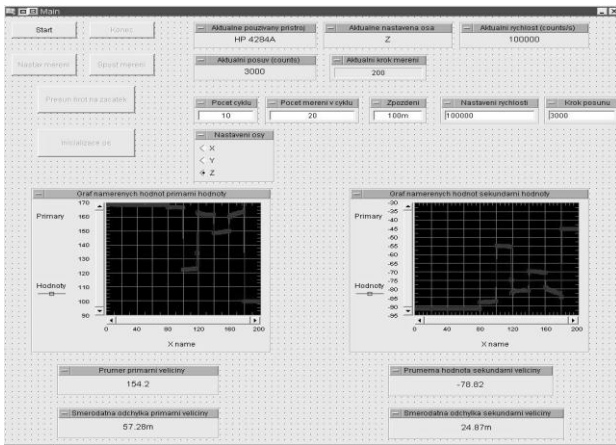 Main
Start
Konec
Aktualne pouzivany pristroj
HP 4284A
Aktualne nastavena osa
Z
Aktualni rychlost (counts/s)
100000
Nastav mereni
Opust mereni
Aktualni posuv (counts)
3000
Aktualni krok mereni
200
Presun hrot na zacatek
Inicializace os
Pocet cyklu
10
Pocet mereni v cyklu
20
Zpozdeni
100m
Nastaveni rychlosti
100000
Krok posunu
3000
Nastaveni osy
X
Y
Z
Graf namerenych hodnot primarni hodnoty
Primary
Hodnoty
170
160
150
140
130
120
110
100
90
0
40
80
120
160
200
X name
Graf namerenych hodnot sekundarni hodnoty
Primary
Hodnoty
-30
-35
-40
-45
-50
-55
-60
-65
-70
-75
-80
-85
-90
-95
0
40
80
120
160
200
X name
Prumer primarni veliciny
154.2
Prumerna hodnota sekundarni veliciny
-76.62
Smerodatna odchylka primarni veliciny
57.28m
Smerodatna odchylka sekundarni veliciny
24.87m